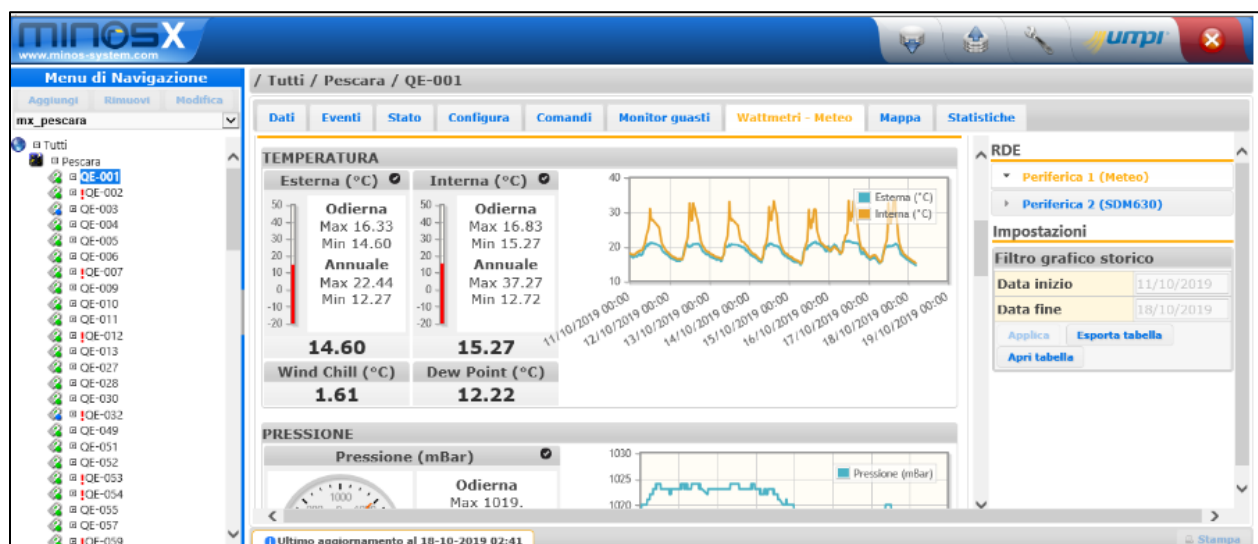 minosX
www.minos-system.com
umpi
Menu di Navigazione
Aggiungi Rimuovi Modifica
mx_pescara
Tutti
Pescara
QE-001
!QE-002
QE-003
QE-004
QE-005
QE-006
!QE-007
QE-009
QE-010
QE-011
!QE-012
QE-013
QE-027
QE-028
QE-030
!QE-032
QE-049
QE-051
QE-052
!QE-053
!QE-054
QE-055
QE-057
!QE-059
/ Tutti / Pescara / QE-001
Dati Eventi Stato Configura Comandi Monitor guasti Wattmetri - Meteo Mappa Statistiche
TEMPERATURA
Esterna (°C)
50
40
30
20
10
0
-10
-20
Odierna
Max 16.33
Min 14.60
Annuale
Max 22.44
Min 12.27
14.60
Interna (°C)
50
40
30
20
10
0
-10
-20
Odierna
Max 16.83
Min 15.27
Annuale
Max 37.27
Min 12.72
15.27
Wind Chill (°C)
1.61
Dew Point (°C)
12.22
40
30
20
10
Esterna (°C)
Interna (°C)
11/10/2019 00:00
12/10/2019 00:00
13/10/2019 00:00
14/10/2019 00:00
15/10/2019 00:00
16/10/2019 00:00
17/10/2019 00:00
18/10/2019 00:00
19/10/2019 00:00
PRESSIONE
Pressione (mBar)
1000
Odierna
Max 1019.
1030
1025
1020
Pressione (mBar)
RDE
Periferica 1 (Meteo)
Periferica 2 (SDM630)
Impostazioni
Filtro grafico storico
Data inizio 11/10/2019
Data fine 18/10/2019
Applica Esporta tabella
Apri tabella
Ultimo aggiornamento al 18-10-2019 02:41
Stampa